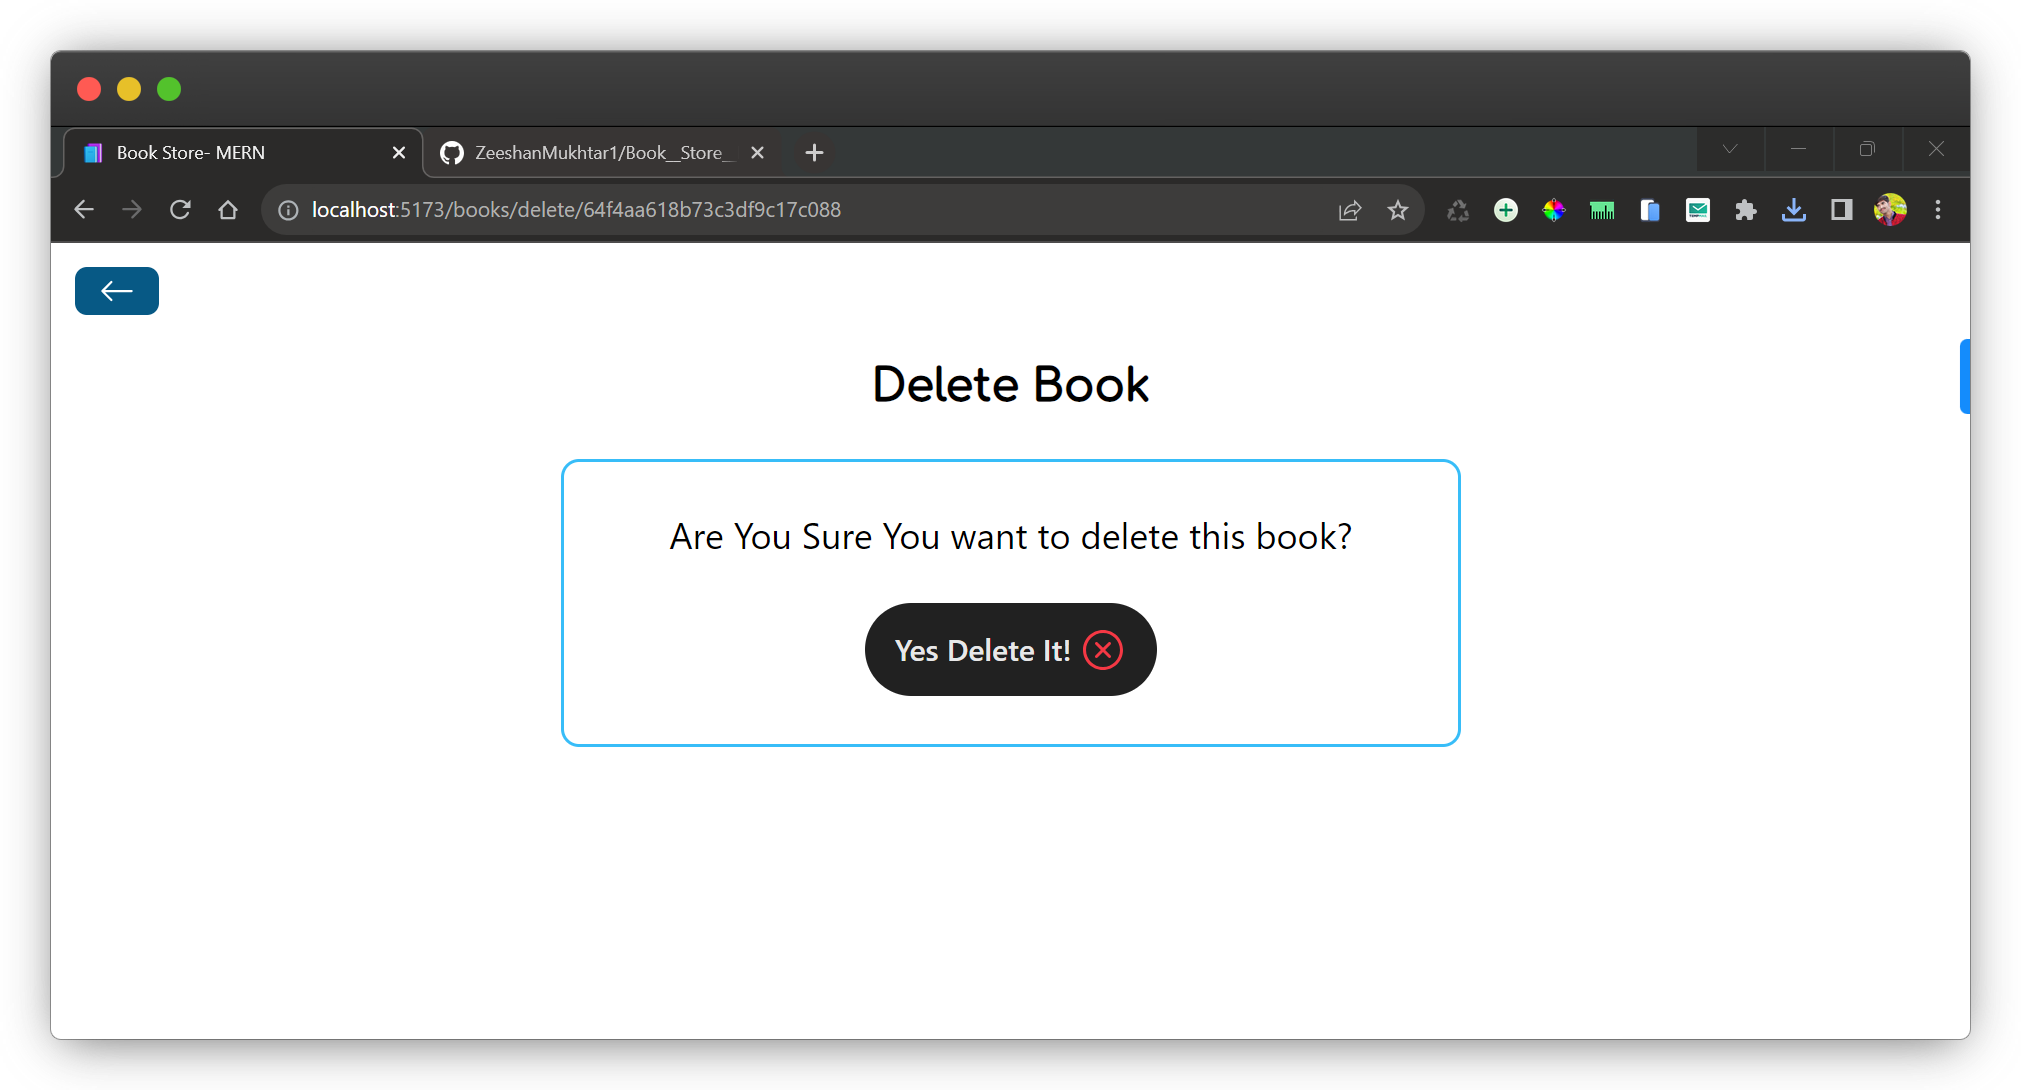 Book Store- MERN
ZeeshanMukhtar1/Book__Store__
localhost:5173/books/delete/64f4aa618b73c3df9c17c088
Delete Book
Are You Sure You want to delete this book?
Yes Delete It!